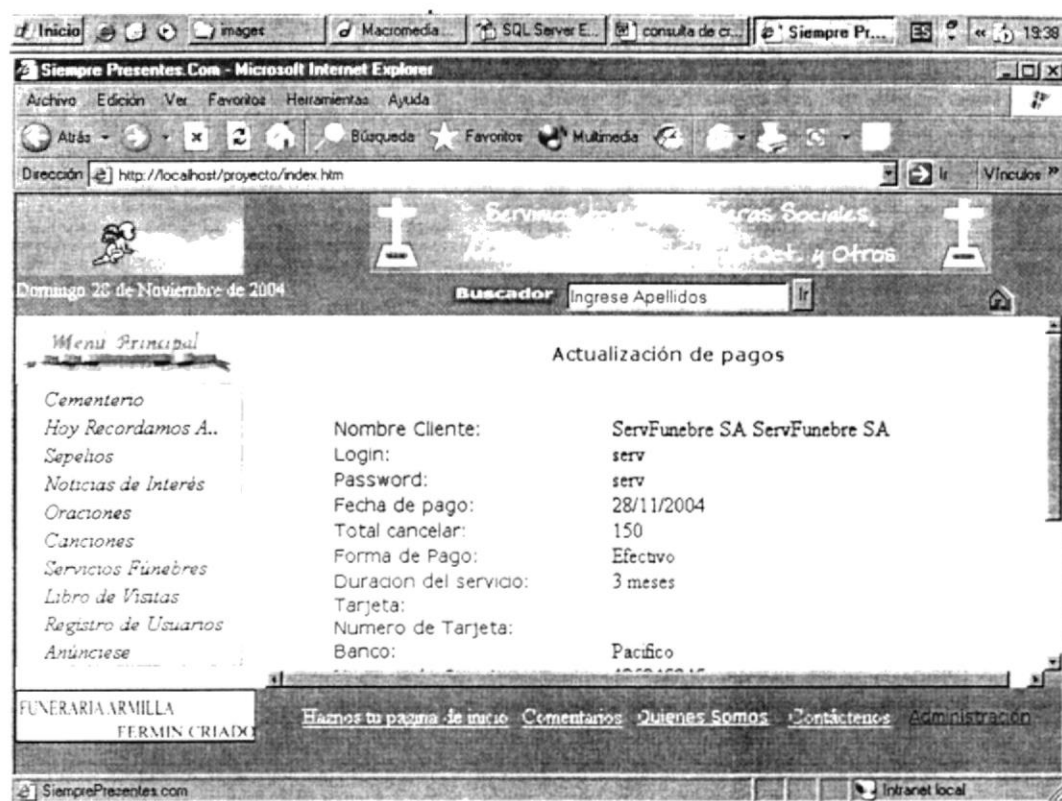 Inicio images Macromedia... SQL Server E... consulta de cr... Siempre Pr... ES « 19:38
Siempre Presentes.Com - Microsoft Internet Explorer
Archivo Edición Ver Favoritos Herramientas Ayuda
Atrás Búsqueda Favoritos Multimedia
Dirección http://localhost/proyecto/index.htm Ir Vínculos »
Servimos Sociales,
y Otros
Domingo 28 de Noviembre de 2004
Buscador Ingrese Apellidos Ir
Menú Principal
Cementerio
Hoy Recordamos A..
Sepelios
Noticias de Interés
Oraciones
Canciones
Servicios Fúnebres
Libro de Visitas
Registro de Usuarios
Anúnciese
Actualización de pagos
Nombre Cliente: ServFunebre SA ServFunebre SA
Login: serv
Password: serv
Fecha de pago: 28/11/2004
Total cancelar: 150
Forma de Pago: Efectivo
Duracion del servicio: 3 meses
Tarjeta:
Numero de Tarjeta:
Banco: Pacifico
FUNERARIA ARMILLA
FERMIN CRIADO
Haznos tu pagina de inicio Comentarios Quienes Somos Contáctenos Administración
SiemprePresentes.com Intranet local